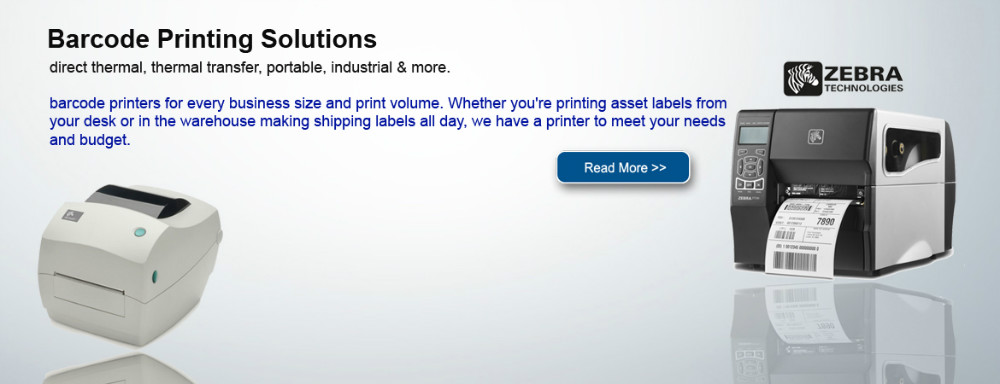 Barcode Printing Solutions
direct thermal, thermal transfer, portable, industrial & more.
barcode printers for every business size and print volume. Whether you're printing asset labels from
your desk or in the warehouse making shipping labels all day, we have a printer to meet your needs
and budget.
Read More >>
ZEBRA
TECHNOLOGIES
ZEBRA
7890